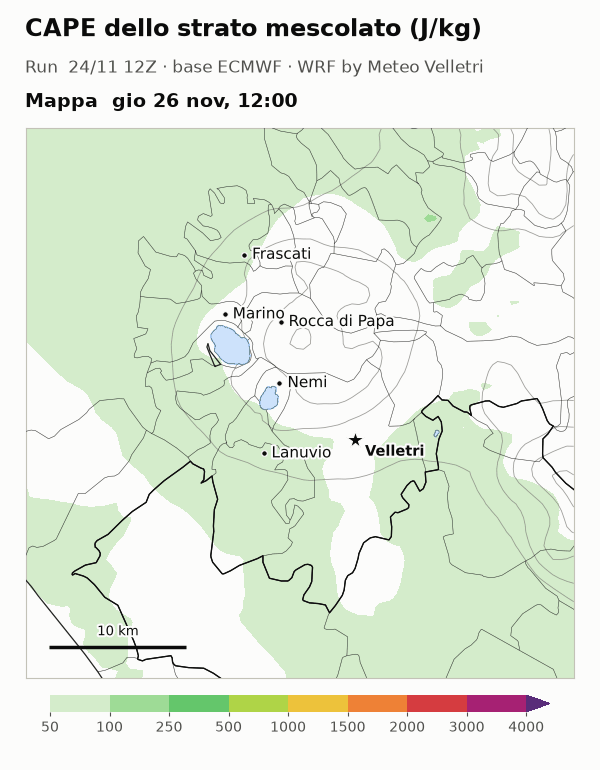 CAPE dello strato mescolato (J/kg)
Run  24/11 12Z · base ECMWF · WRF by Meteo Velletri
Mappa  gio 26 nov, 12:00
Frascati
Marino
Rocca di Papa
Nemi
Velletri
Lanuvio
10 km
50 100 250 500 1000 1500 2000 3000 4000